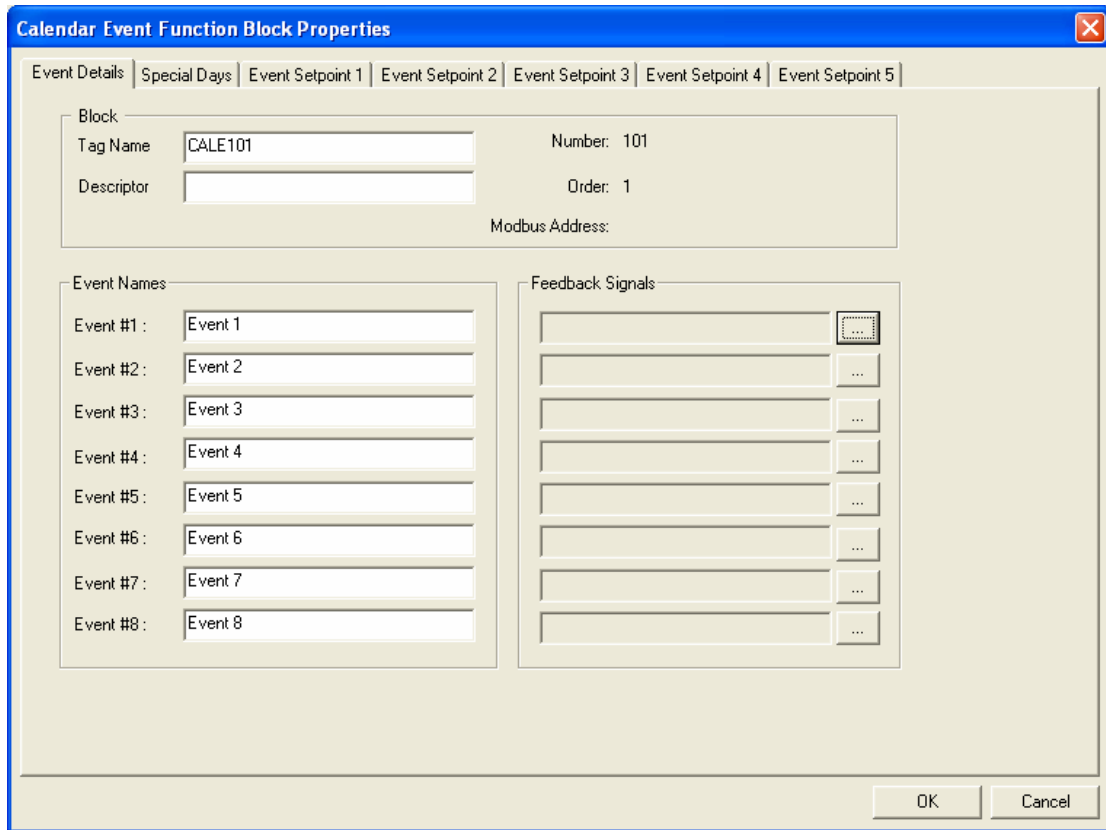 Calendar Event Function Block Properties
Event Details Special Days Event Setpoint 1 Event Setpoint 2 Event Setpoint 3 Event Setpoint 4 Event Setpoint 5
Block
Tag Name CALE101 Number: 101
Descriptor Order: 1
Modbus Address:
Event Names
Event #1 : Event 1
Event #2 : Event 2
Event #3 : Event 3
Event #4 : Event 4
Event #5 : Event 5
Event #6 : Event 6
Event #7 : Event 7
Event #8 : Event 8
Feedback Signals
...
...
...
...
...
...
...
...
OK Cancel